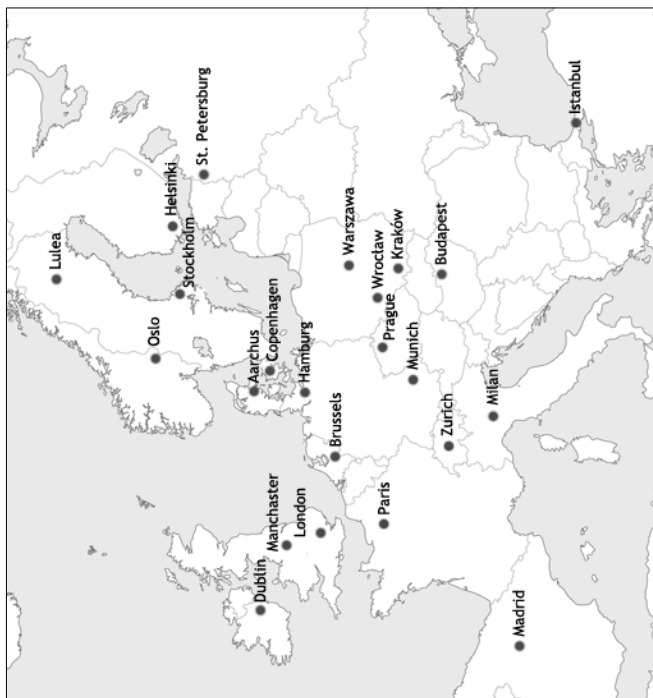 Lulea
Oslo
Helsinki
Stockholm
St. Petersburg
Aarchus
Dublin
Copenhagen
Manchaster
London
Hamburg
Brussels
Warszawa
Wrocław
Paris
Prague
Kraków
Munich
Budapest
Zurich
Milan
Madrid
Istanbul